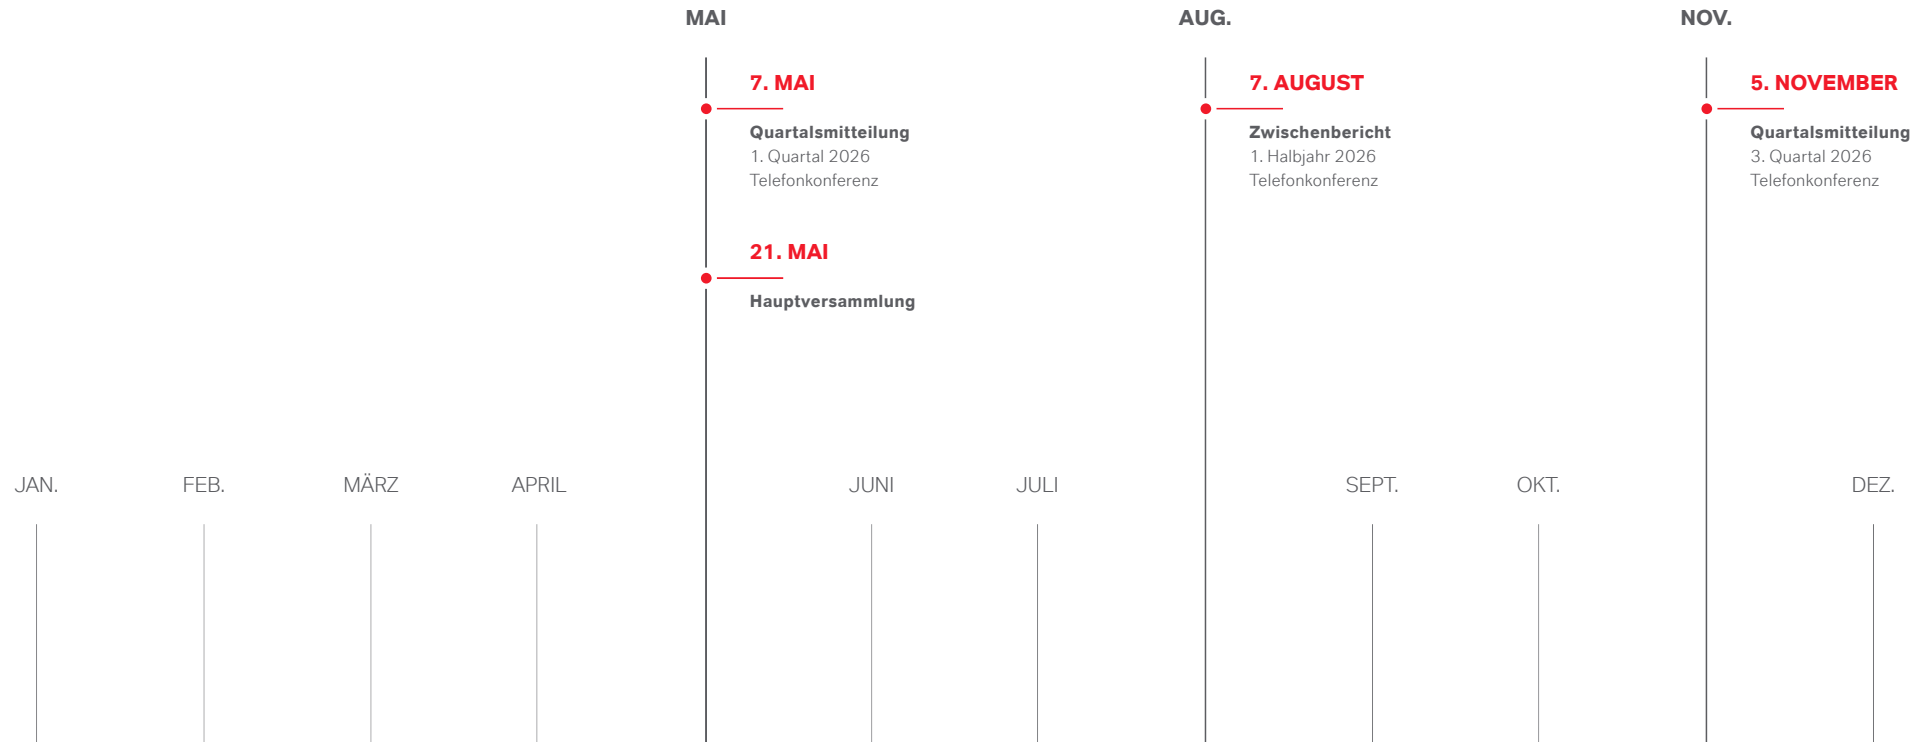 MAI
7. MAI
Quartalsmitteilung
1. Quartal 2026
Telefonkonferenz
21. MAI
Hauptversammlung
AUG.
7. AUGUST
Zwischenbericht
1. Halbjahr 2026
Telefonkonferenz
NOV.
5. NOVEMBER
Quartalsmitteilung
3. Quartal 2026
Telefonkonferenz
JAN.
FEB.
MÄRZ
APRIL
JUNI
JULI
SEPT.
OKT.
DEZ.